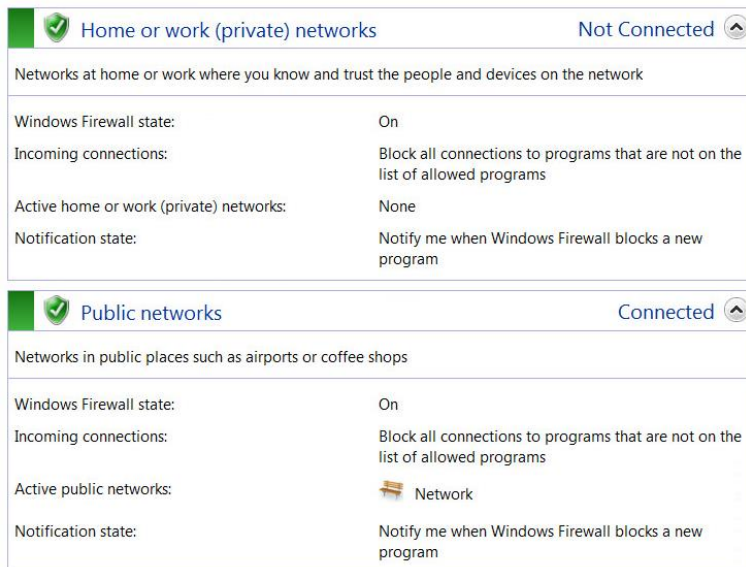 Home or work (private) networks Not Connected
Networks at home or work where you know and trust the people and devices on the network
Windows Firewall state: On
Incoming connections: Block all connections to programs that are not on the
list of allowed programs
Active home or work (private) networks: None
Notification state: Notify me when Windows Firewall blocks a new
program
Public networks Connected
Networks in public places such as airports or coffee shops
Windows Firewall state: On
Incoming connections: Block all connections to programs that are not on the
list of allowed programs
Active public networks: Network
Notification state: Notify me when Windows Firewall blocks a new
program